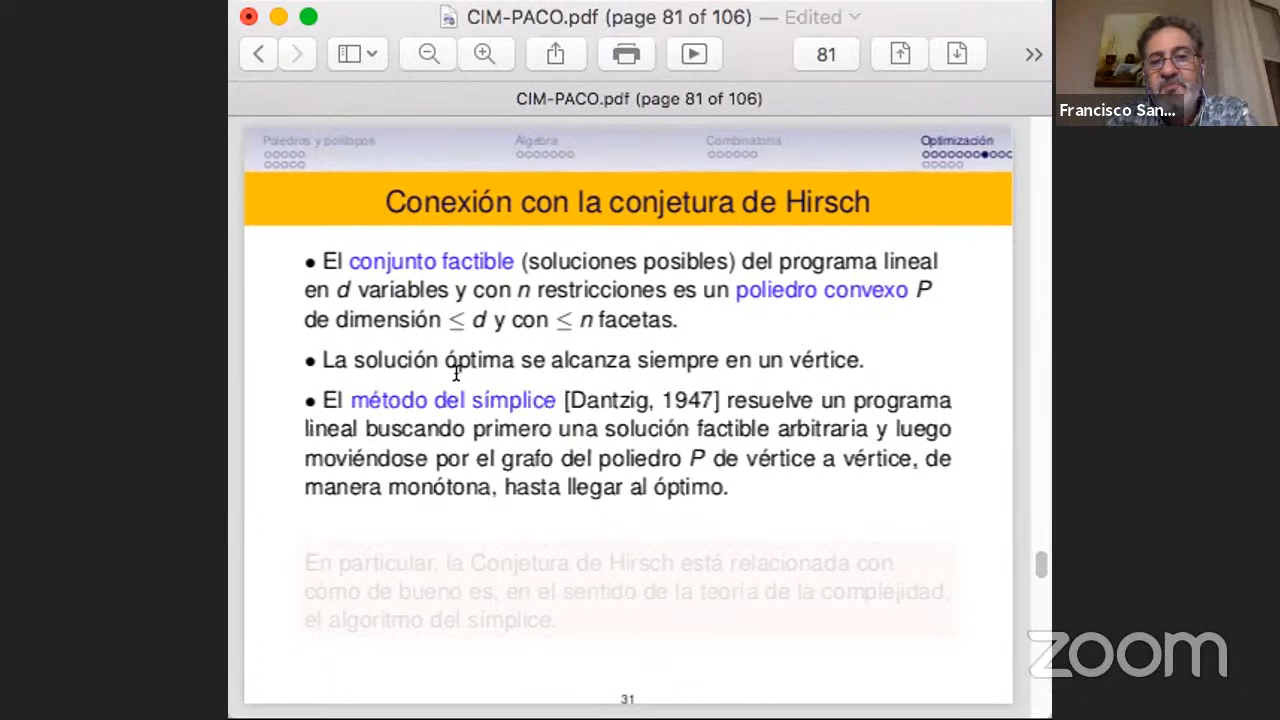 CIM-PACO.pdf (page 81 of 106) — Edited
81
CIM-PACO.pdf (page 81 of 106)
Poliedros y polítopos Álgebra Combinatoria Optimización
Conexión con la conjetura de Hirsch
• El conjunto factible (soluciones posibles) del programa lineal
en d variables y con n restricciones es un poliedro convexo P
de dimensión ≤ d y con ≤ n facetas.
• La solución óptima se alcanza siempre en un vértice.
• El método del símplice [Dantzig, 1947] resuelve un programa
lineal buscando primero una solución factible arbitraria y luego
moviéndose por el grafo del poliedro P de vértice a vértice, de
manera monótona, hasta llegar al óptimo.
En particular, la Conjetura de Hirsch está relacionada con
cómo de bueno es, en el sentido de la teoría de la complejidad,
el algoritmo del símplice.
31
Francisco San...
zoom